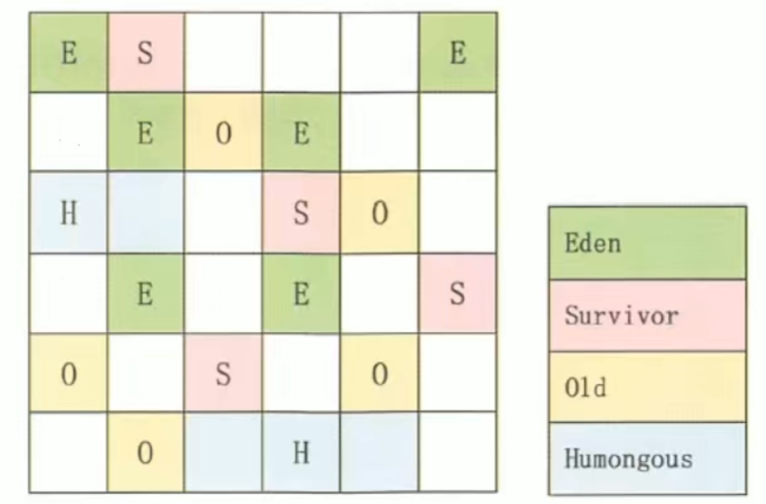 E S E
E O E
H S O
E E S
O S O
O H
Eden
Survivor
Old
Humongous